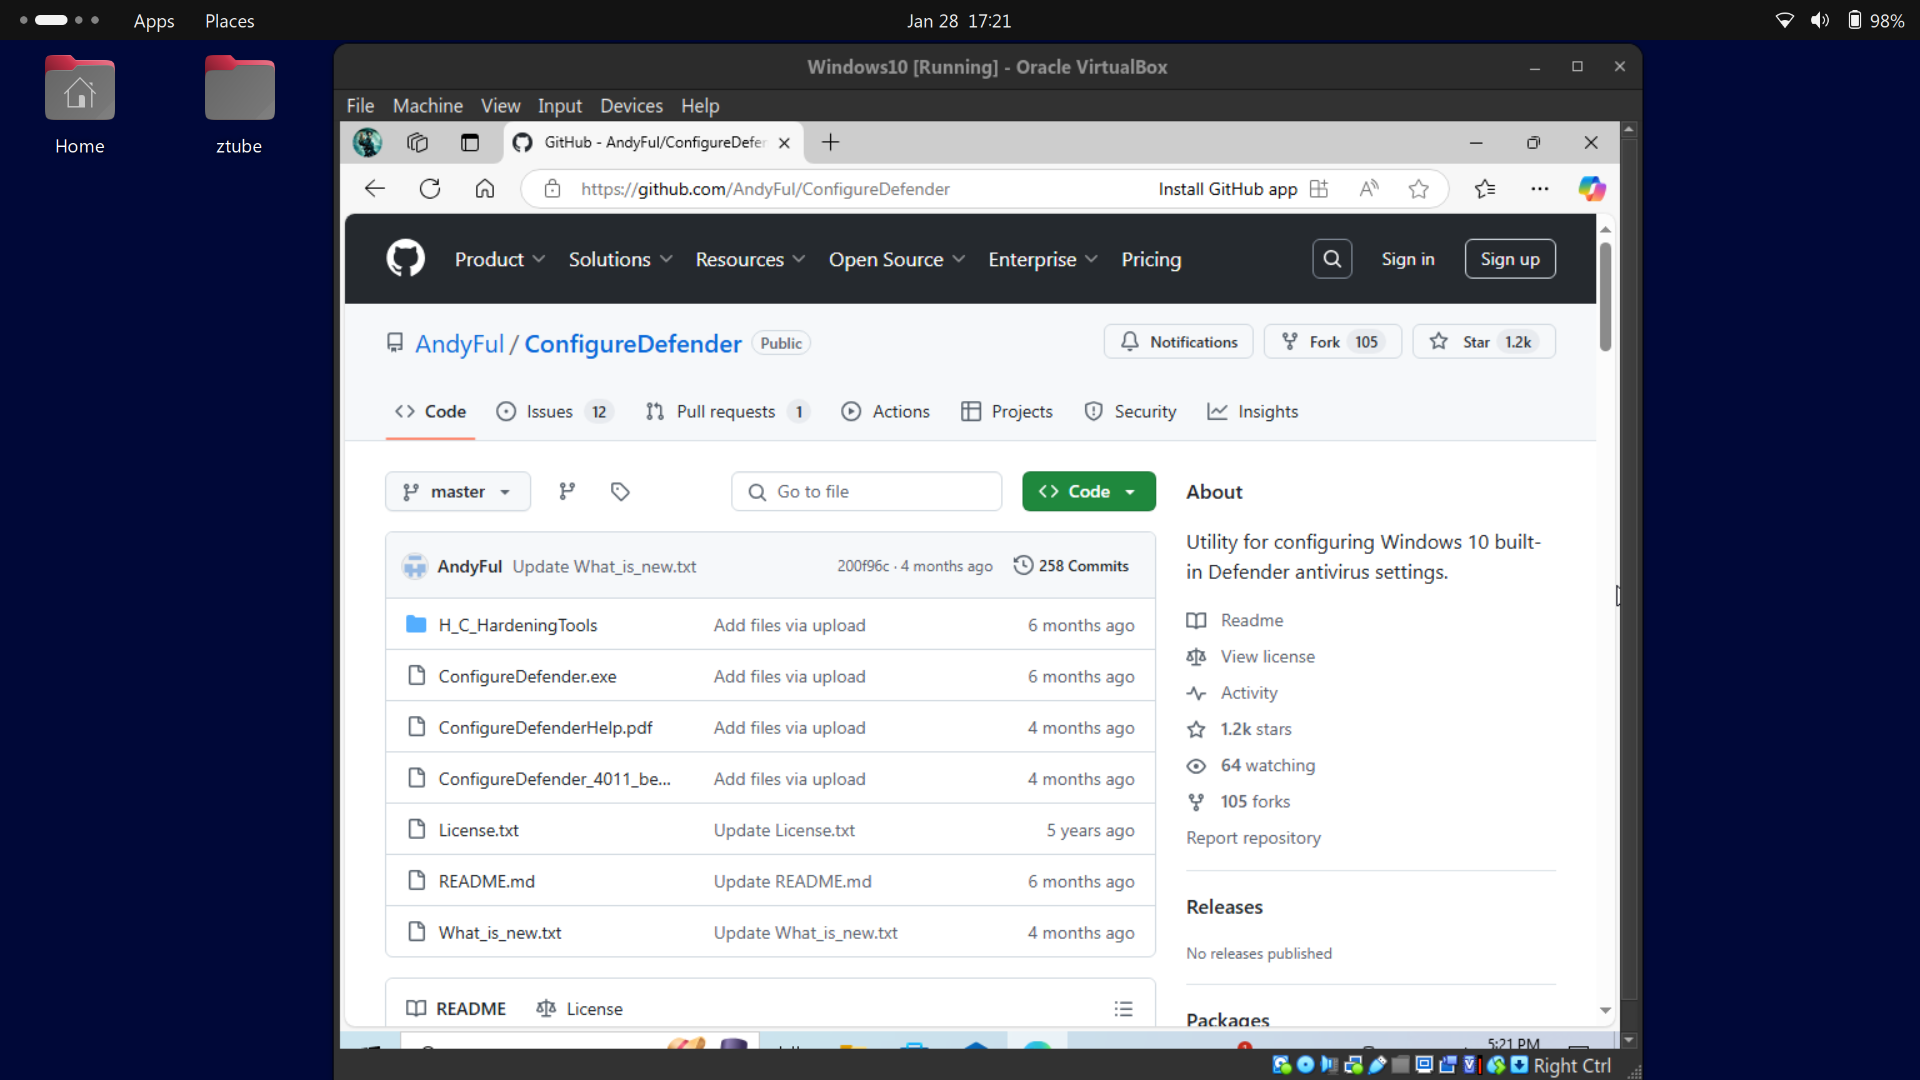 Apps Places Jan 28 17:21 98%
Home ztube
Windows10 [Running] - Oracle VirtualBox
File Machine View Input Devices Help
GitHub - AndyFul/ConfigureDefer
https://github.com/AndyFul/ConfigureDefender Install GitHub app
Product Solutions Resources Open Source Enterprise Pricing Sign in Sign up
AndyFul / ConfigureDefender Public Notifications Fork 105 Star 1.2k
Code Issues 12 Pull requests 1 Actions Projects Security Insights
master Go to file Code
AndyFul Update What_is_new.txt 200f96c · 4 months ago 258 Commits
H_C_HardeningTools Add files via upload 6 months ago
ConfigureDefender.exe Add files via upload 6 months ago
ConfigureDefenderHelp.pdf Add files via upload 4 months ago
ConfigureDefender_4011_be... Add files via upload 4 months ago
License.txt Update License.txt 5 years ago
README.md Update README.md 6 months ago
What_is_new.txt Update What_is_new.txt 4 months ago
README License
About
Utility for configuring Windows 10 built-
in Defender antivirus settings.
Readme
View license
Activity
1.2k stars
64 watching
105 forks
Report repository
Releases
No releases published
Packages
5:21 PM
Right Ctrl